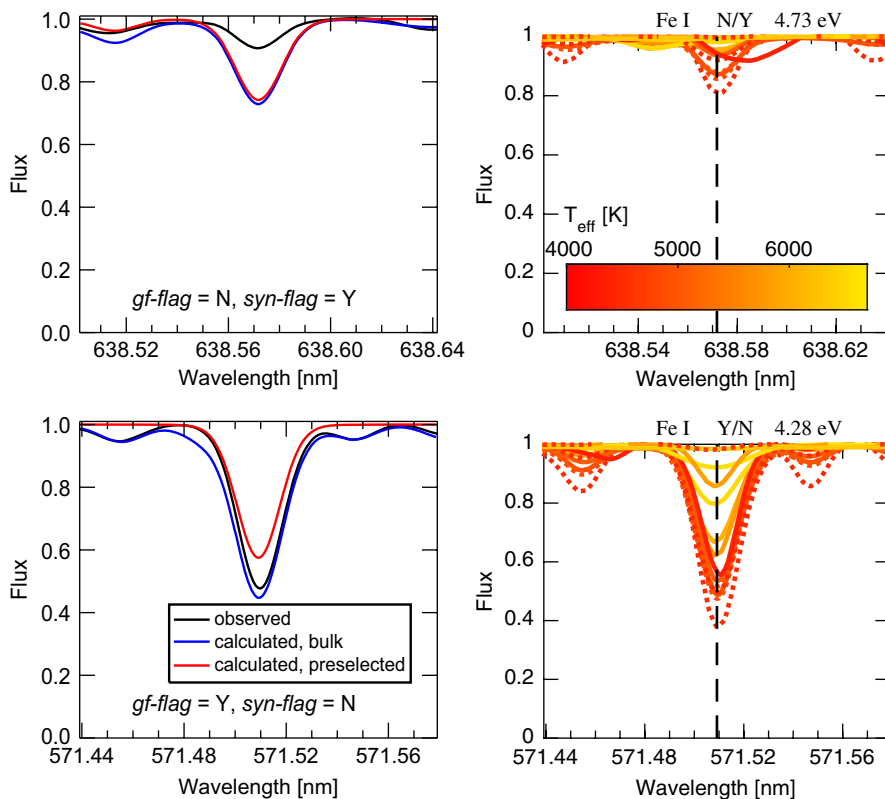 Flux
1.0
0.8
0.6
0.4
0.2
0.0
gf-flag = N, syn-flag = Y
638.52 638.56 638.60 638.64
Wavelength [nm]
Fe I N/Y 4.73 eV
Flux
1
0.8
0.6
0.4
0.2
0
T_eff [K]
4000 5000 6000
638.54 638.58 638.62
Wavelength [nm]
Flux
1.0
0.8
0.6
0.4
0.2
0.0
observed
calculated, bulk
calculated, preselected
gf-flag = Y, syn-flag = N
571.44 571.48 571.52 571.56
Wavelength [nm]
Fe I Y/N 4.28 eV
Flux
1
0.8
0.6
0.4
0.2
0
571.44 571.48 571.52 571.56
Wavelength [nm]